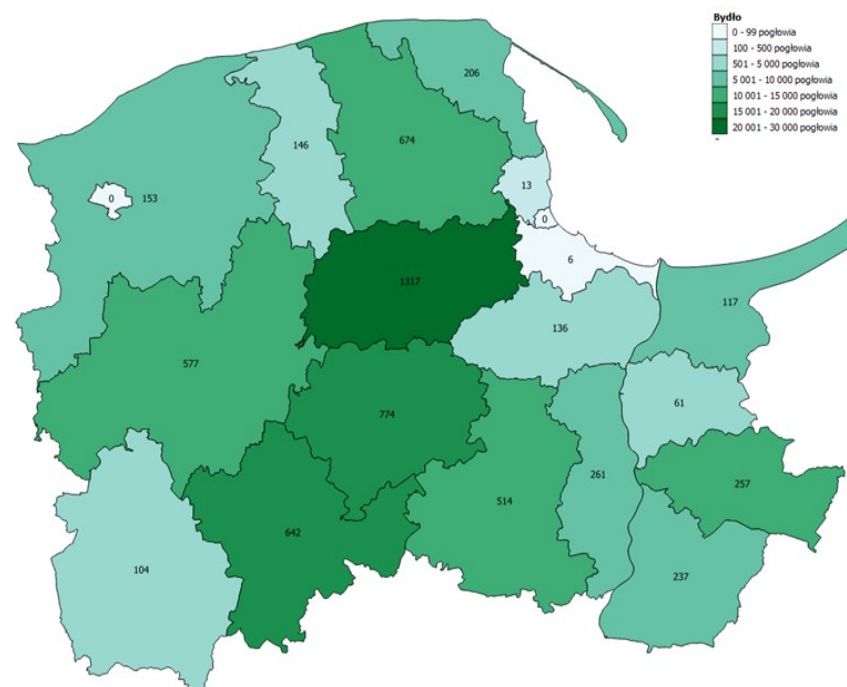 Bydło
0 - 99 pogłowia
100 - 500 pogłowia
501 - 5 000 pogłowia
5 001 - 10 000 pogłowia
10 001 - 15 000 pogłowia
15 001 - 20 000 pogłowia
20 001 - 30 000 pogłowia
206
146
674
13
153
0
0
6
1317
117
136
577
61
774
257
261
514
642
104
237